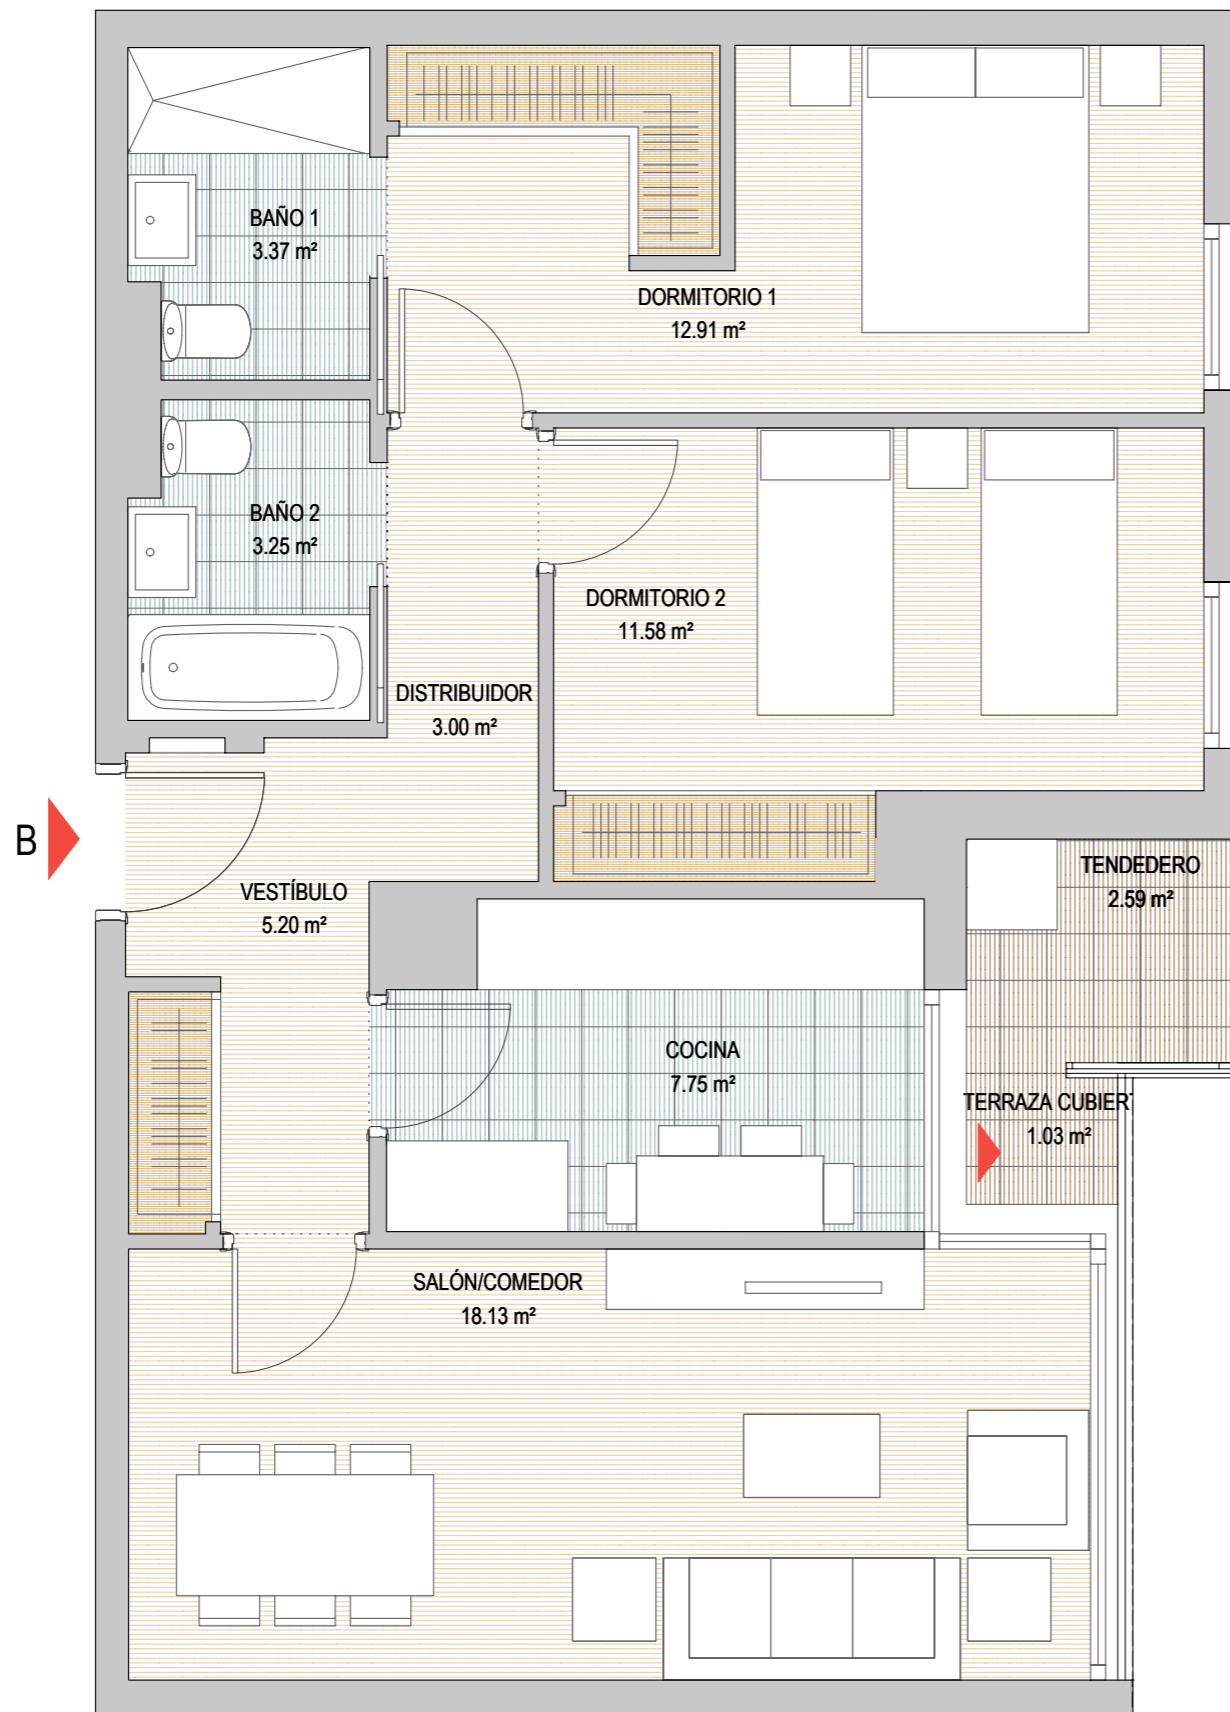 BAÑO 1
3.37 m²
DORMITORIO 1
12.91 m²
BAÑO 2
3.25 m²
DORMITORIO 2
11.58 m²
DISTRIBUIDOR
3.00 m²
B
VESTÍBULO
5.20 m²
TENDEDERO
2.59 m²
COCINA
7.75 m²
TERRAZA CUBIER
1.03 m²
SALÓN/COMEDOR
18.13 m²